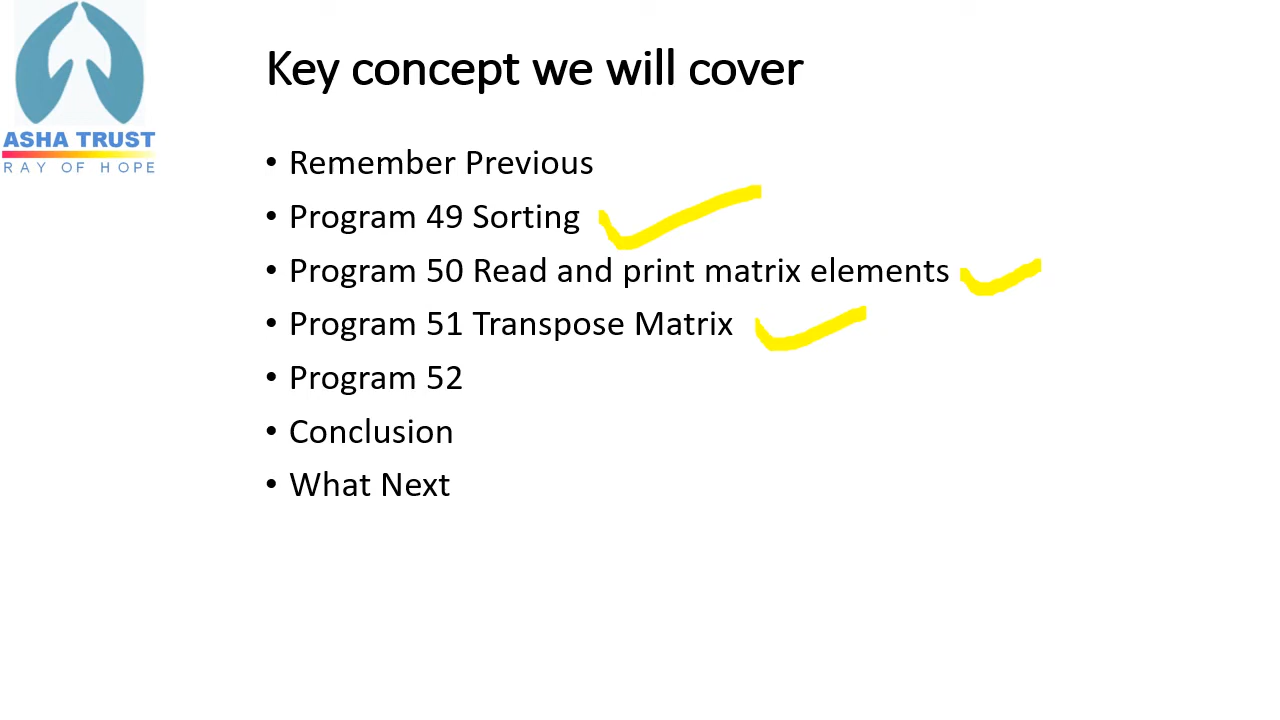 ASHA TRUST
RAY OF HOPE
Key concept we will cover
• Remember Previous
• Program 49 Sorting
• Program 50 Read and print matrix elements
• Program 51 Transpose Matrix
• Program 52
• Conclusion
• What Next